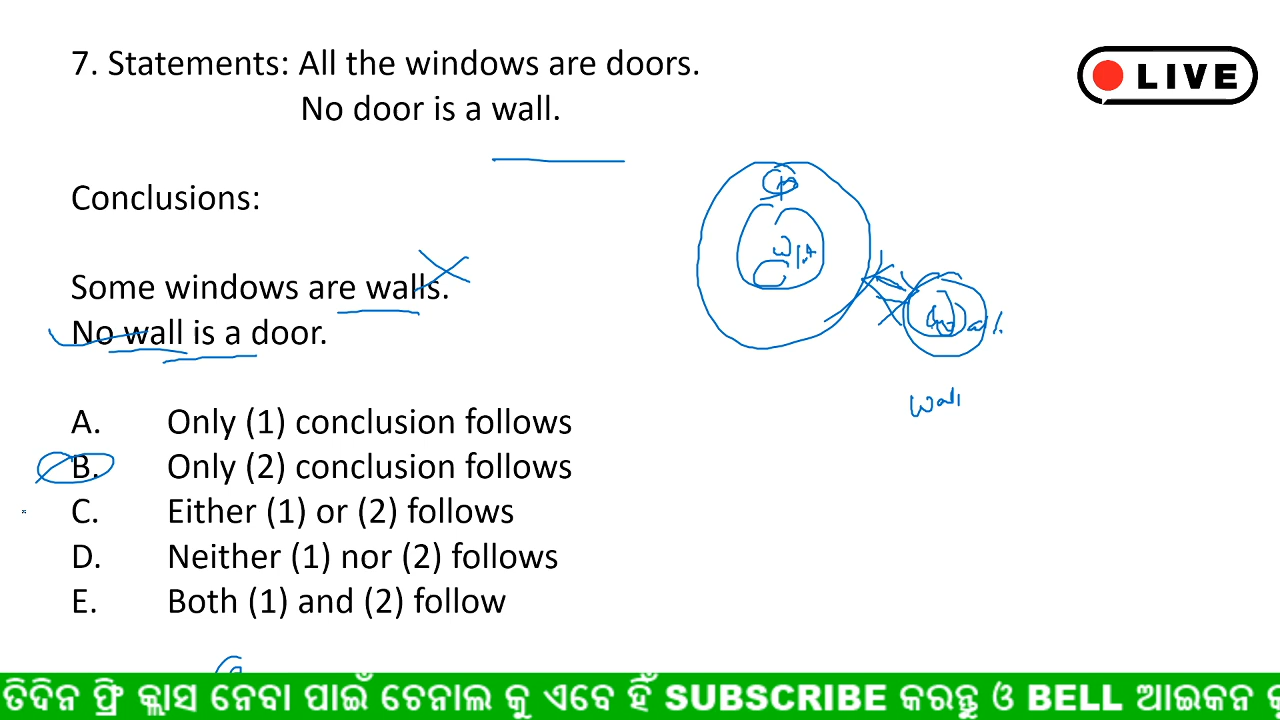 7. Statements: All the windows are doors.
No door is a wall.
LIVE
Conclusions:
Some windows are walls.
No wall is a door.
A. Only (1) conclusion follows
B. Only (2) conclusion follows
C. Either (1) or (2) follows
D. Neither (1) nor (2) follows
E. Both (1) and (2) follow
wall
ତିଦିନ ଫ୍ରି କ୍ଲାସ ନେବା ପାଇଁ ଚେନାଲ କୁ ଏବେ ହିଁ SUBSCRIBE କରନ୍ତୁ ଓ BELL ଆଇକନ